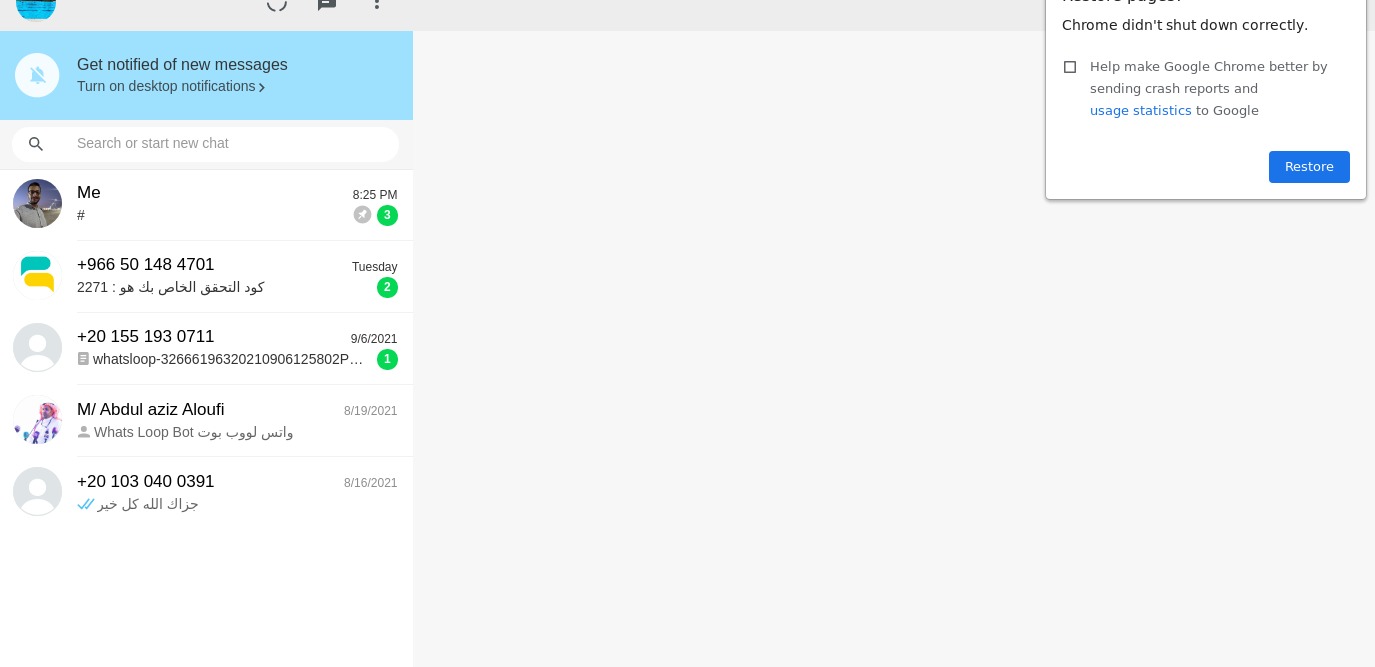 Restore pages?
Chrome didn't shut down correctly.
Help make Google Chrome better by
sending crash reports and
usage statistics to Google
Restore
Get notified of new messages
Turn on desktop notifications
Search or start new chat
Me
8:25 PM
#
3
+966 50 148 4701
Tuesday
كود التحقق الخاص بك هو : 2271
2
+20 155 193 0711
9/6/2021
whatsloop-32666196320210906125802P…
1
M/ Abdul aziz Aloufi
8/19/2021
Whats Loop Bot واتس لووب بوت
+20 103 040 0391
8/16/2021
جزاك الله كل خير